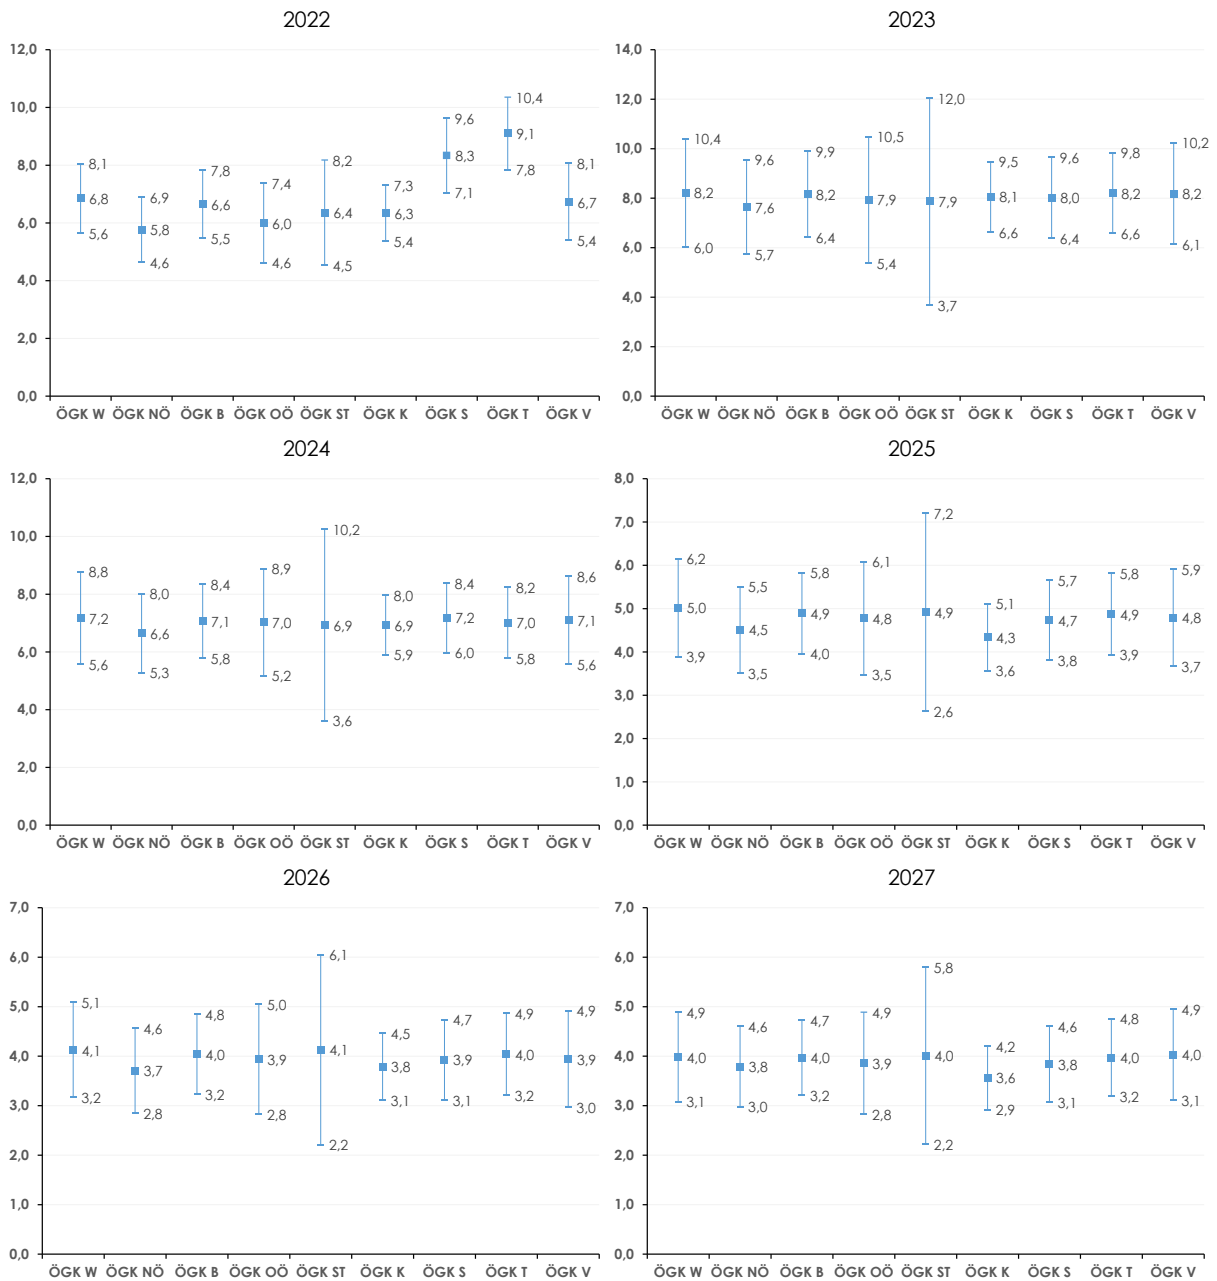 2022
12,0
10,0
8,0
6,0
4,0
2,0
0,0
8,1 6,8 5,6
6,9 5,8 4,6
7,8 6,6 5,5
7,4 6,0 4,6
8,2 6,4 4,5
7,3 6,3 5,4
9,6 8,3 7,1
10,4 9,1 7,8
8,1 6,7 5,4
ÖGK W ÖGK NÖ ÖGK B ÖGK OÖ ÖGK ST ÖGK K ÖGK S ÖGK T ÖGK V
2023
14,0
12,0
10,0
8,0
6,0
4,0
2,0
0,0
10,4 8,2 6,0
9,6 7,6 5,7
9,9 8,2 6,4
10,5 7,9 5,4
12,0 7,9 3,7
9,5 8,1 6,6
9,6 8,0 6,4
9,8 8,2 6,6
10,2 8,2 6,1
ÖGK W ÖGK NÖ ÖGK B ÖGK OÖ ÖGK ST ÖGK K ÖGK S ÖGK T ÖGK V
2024
12,0
10,0
8,0
6,0
4,0
2,0
0,0
8,8 7,2 5,6
8,0 6,6 5,3
8,4 7,1 5,8
8,9 7,0 5,2
10,2 6,9 3,6
8,0 6,9 5,9
8,4 7,2 6,0
8,2 7,0 5,8
8,6 7,1 5,6
ÖGK W ÖGK NÖ ÖGK B ÖGK OÖ ÖGK ST ÖGK K ÖGK S ÖGK T ÖGK V
2025
8,0
7,0
6,0
5,0
4,0
3,0
2,0
1,0
0,0
6,2 5,0 3,9
5,5 4,5 3,5
5,8 4,9 4,0
6,1 4,8 3,5
7,2 4,9 2,6
5,1 4,3 3,6
5,7 4,7 3,8
5,8 4,9 3,9
5,9 4,8 3,7
ÖGK W ÖGK NÖ ÖGK B ÖGK OÖ ÖGK ST ÖGK K ÖGK S ÖGK T ÖGK V
2026
7,0
6,0
5,0
4,0
3,0
2,0
1,0
0,0
5,1 4,1 3,2
4,6 3,7 2,8
4,8 4,0 3,2
5,0 3,9 2,8
6,1 4,1 2,2
4,5 3,8 3,1
4,7 3,9 3,1
4,9 4,0 3,2
4,9 3,9 3,0
ÖGK W ÖGK NÖ ÖGK B ÖGK OÖ ÖGK ST ÖGK K ÖGK S ÖGK T ÖGK V
2027
7,0
6,0
5,0
4,0
3,0
2,0
1,0
0,0
4,9 4,0 3,1
4,6 3,8 3,0
4,7 4,0 3,2
4,9 3,9 2,8
5,8 4,0 2,2
4,2 3,6 2,9
4,6 3,8 3,1
4,8 4,0 3,2
4,9 4,0 3,1
ÖGK W ÖGK NÖ ÖGK B ÖGK OÖ ÖGK ST ÖGK K ÖGK S ÖGK T ÖGK V